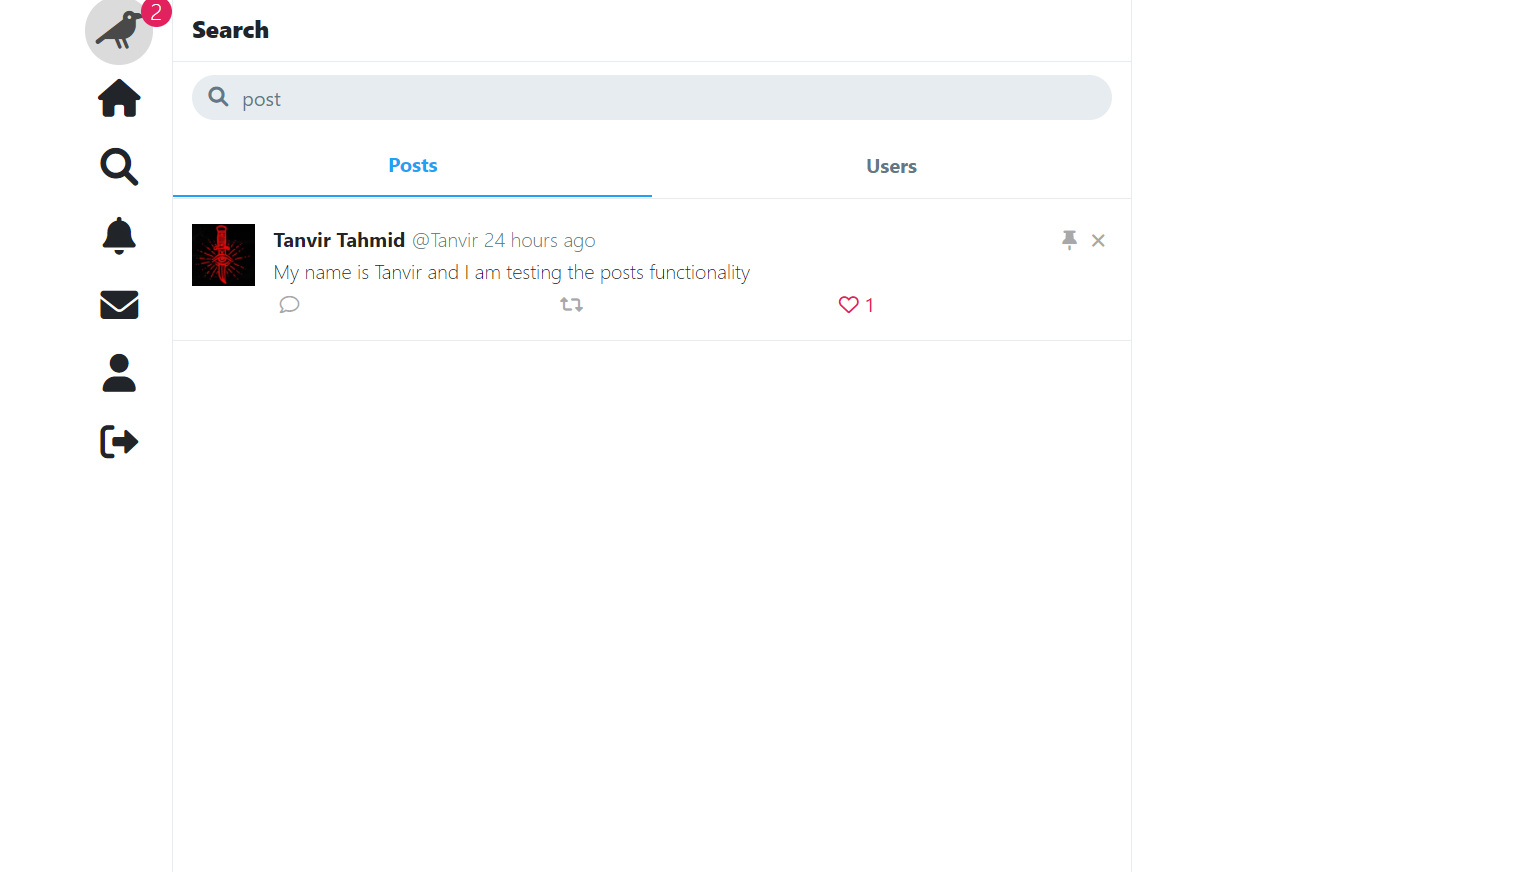 2
Search
post
Posts
Users
Tanvir Tahmid @Tanvir 24 hours ago
My name is Tanvir and I am testing the posts functionality
1